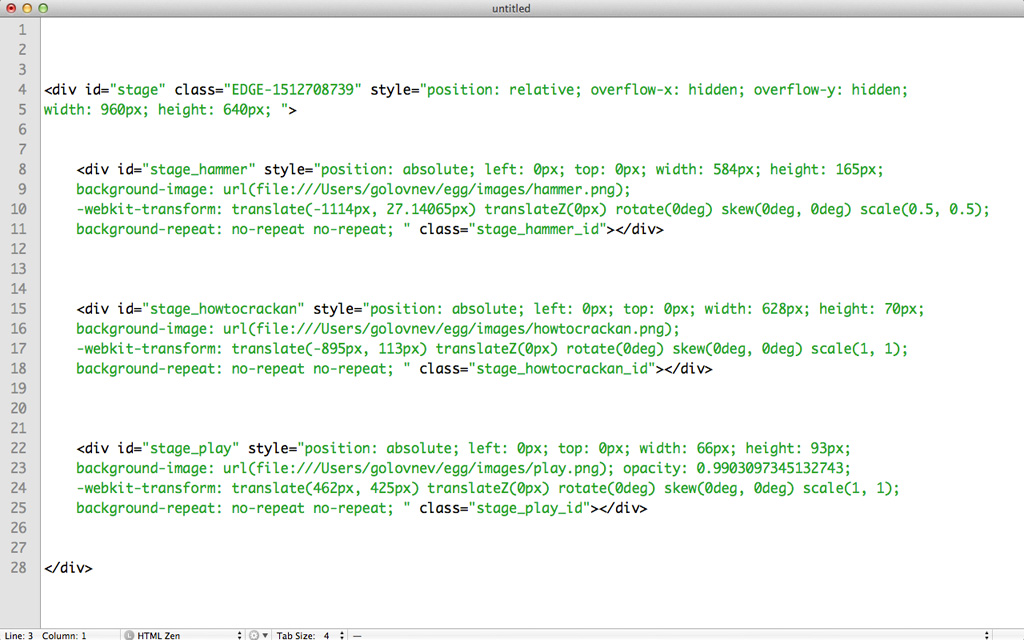 untitled
1
2
3
4 <div id="stage" class="EDGE-1512708739" style="position: relative; overflow-x: hidden; overflow-y: hidden;
5 width: 960px; height: 640px; ">
6
7
8 <div id="stage_hammer" style="position: absolute; left: 0px; top: 0px; width: 584px; height: 165px;
9 background-image: url(file:///Users/golovnev/egg/images/hammer.png);
10 -webkit-transform: translate(-1114px, 27.14065px) translateZ(0px) rotate(0deg) skew(0deg, 0deg) scale(0.5, 0.5);
11 background-repeat: no-repeat no-repeat; " class="stage_hammer_id"></div>
12
13
14
15 <div id="stage_howtocrackan" style="position: absolute; left: 0px; top: 0px; width: 628px; height: 70px;
16 background-image: url(file:///Users/golovnev/egg/images/howtocrackan.png);
17 -webkit-transform: translate(-895px, 113px) translateZ(0px) rotate(0deg) skew(0deg, 0deg) scale(1, 1);
18 background-repeat: no-repeat no-repeat; " class="stage_howtocrackan_id"></div>
19
20
21
22 <div id="stage_play" style="position: absolute; left: 0px; top: 0px; width: 66px; height: 93px;
23 background-image: url(file:///Users/golovnev/egg/images/play.png); opacity: 0.9903097345132743;
24 -webkit-transform: translate(462px, 425px) translateZ(0px) rotate(0deg) skew(0deg, 0deg) scale(1, 1);
25 background-repeat: no-repeat no-repeat; " class="stage_play_id"></div>
26
27
28 </div>
Line: 3 Column: 1 L HTML Zen Tab Size: 4 —